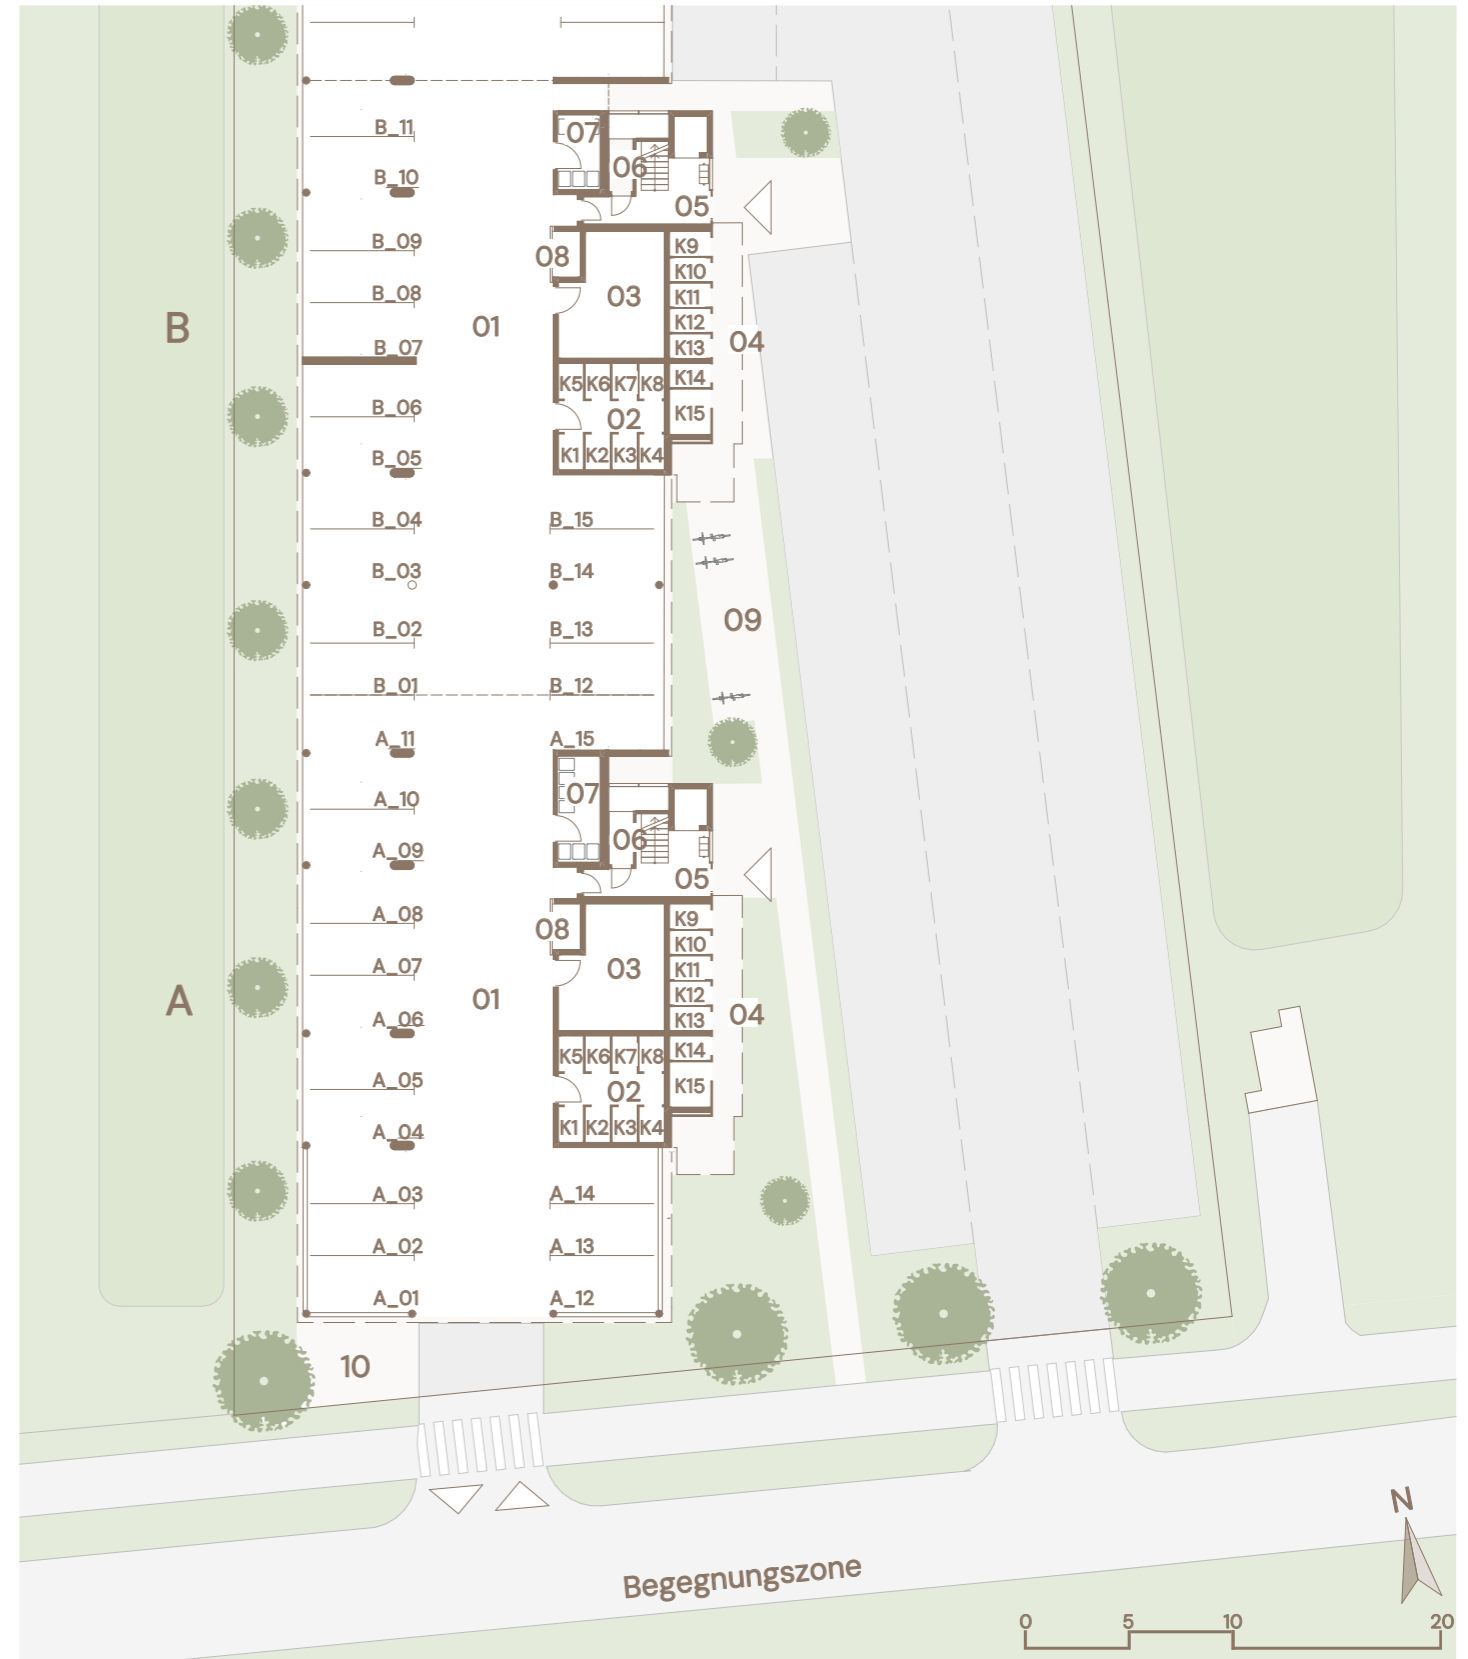 B_11
07
B_10
06
05
B_09
08
K9
K10
B_08
03
K11
B
01
K12
B_07
04
K13
K5 K6 K7 K8
K14
B_06
02
K15
B_05
K1 K2 K3 K4
B_04
B_15
B_03
B_14
B_02
B_13
09
B_01
B_12
A_11
A_15
A_10
07
A_09
06
05
A_08
08
K9
K10
A_07
03
K11
A
01
K12
A_06
04
K13
K5 K6 K7 K8
K14
A_05
02
K15
A_04
K1 K2 K3 K4
A_03
A_14
A_02
A_13
A_01
A_12
10
N
Begegnungszone
0 5 10 20